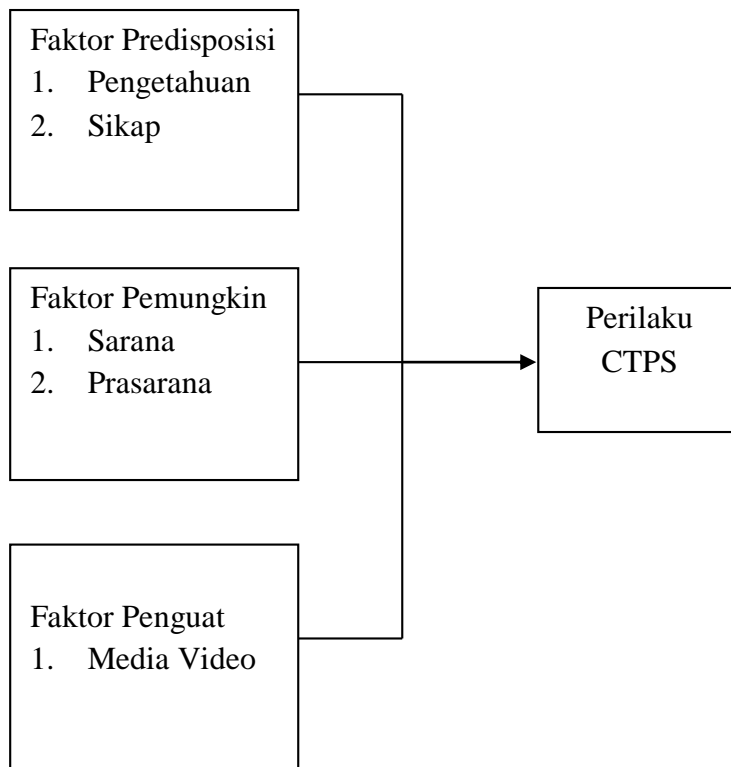 Faktor Predisposisi
1. Pengetahuan
2. Sikap
Faktor Pemungkin
1. Sarana
2. Prasarana
Faktor Penguat
1. Media Video
Perilaku
CTPS